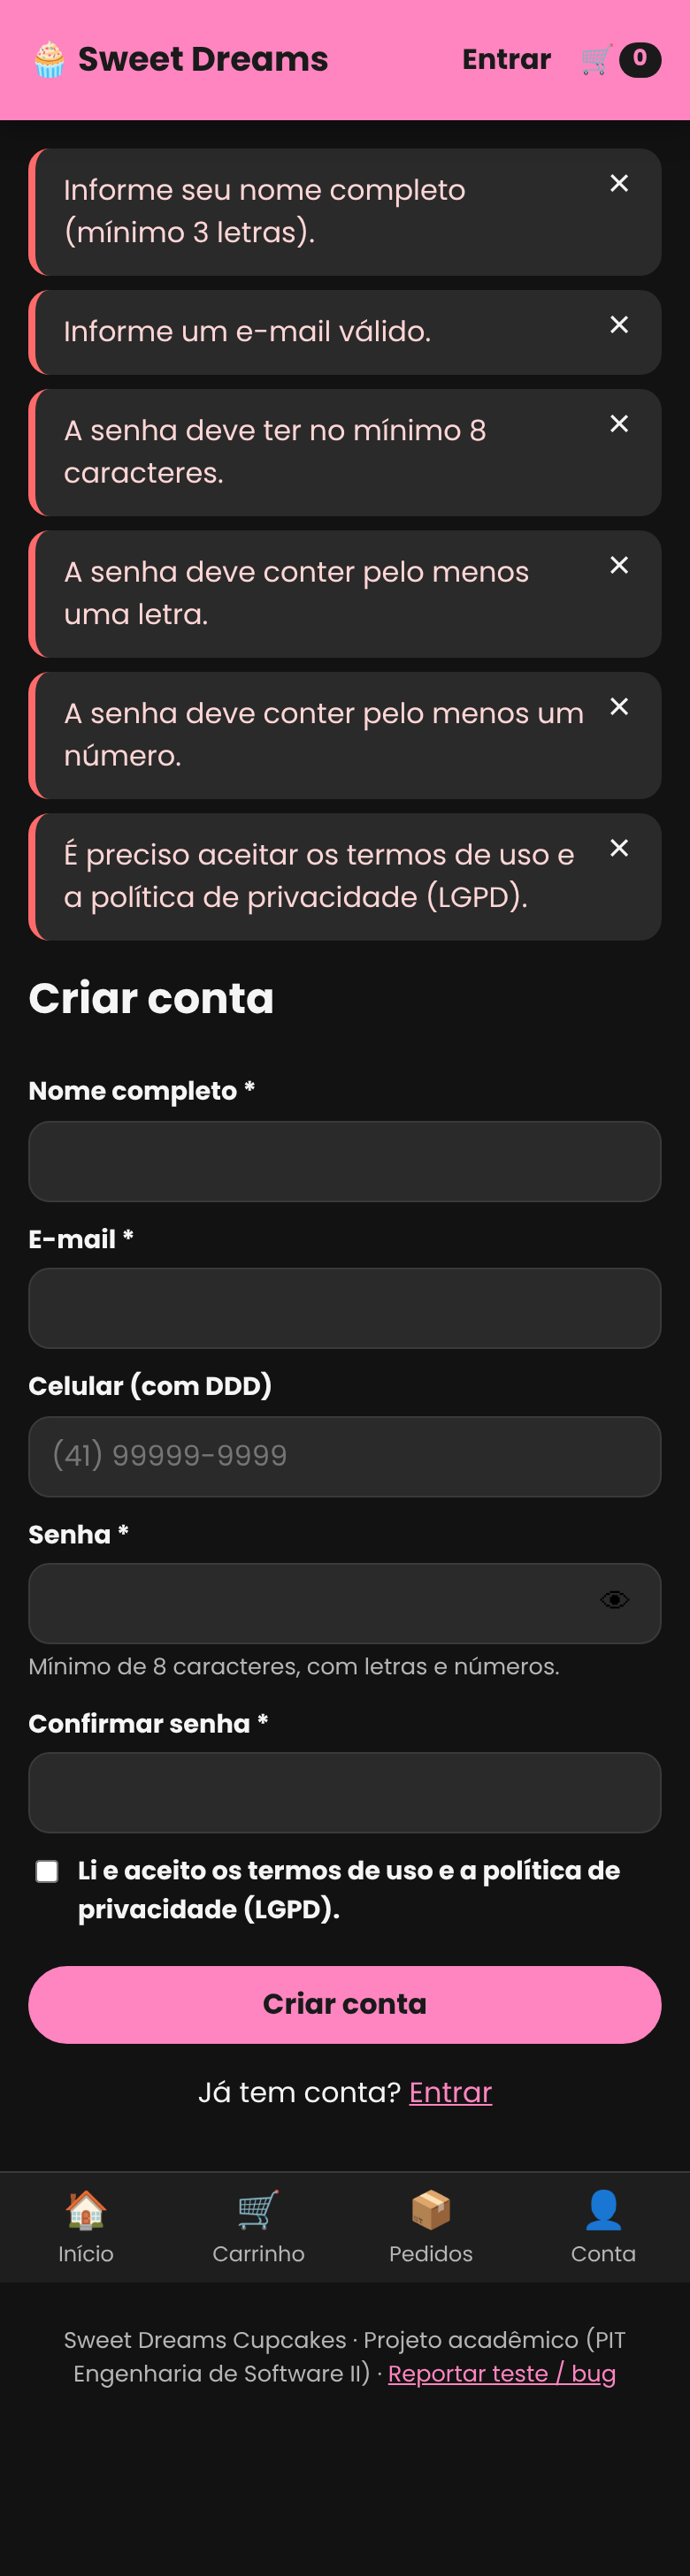 🧁 Sweet Dreams
Entrar 🛒 0
Informe seu nome completo
(mínimo 3 letras).
×
Informe um e-mail válido.
×
A senha deve ter no mínimo 8
caracteres.
×
A senha deve conter pelo menos
uma letra.
×
A senha deve conter pelo menos um
número.
×
É preciso aceitar os termos de uso e
a política de privacidade (LGPD).
×
Criar conta
Nome completo *
E-mail *
Celular (com DDD)
(41) 99999-9999
Senha *
Mínimo de 8 caracteres, com letras e números.
Confirmar senha *
Li e aceito os termos de uso e a política de
privacidade (LGPD).
Criar conta
Já tem conta? Entrar
Início
Carrinho
Pedidos
Conta
Sweet Dreams Cupcakes · Projeto acadêmico (PIT
Engenharia de Software II) · Reportar teste / bug